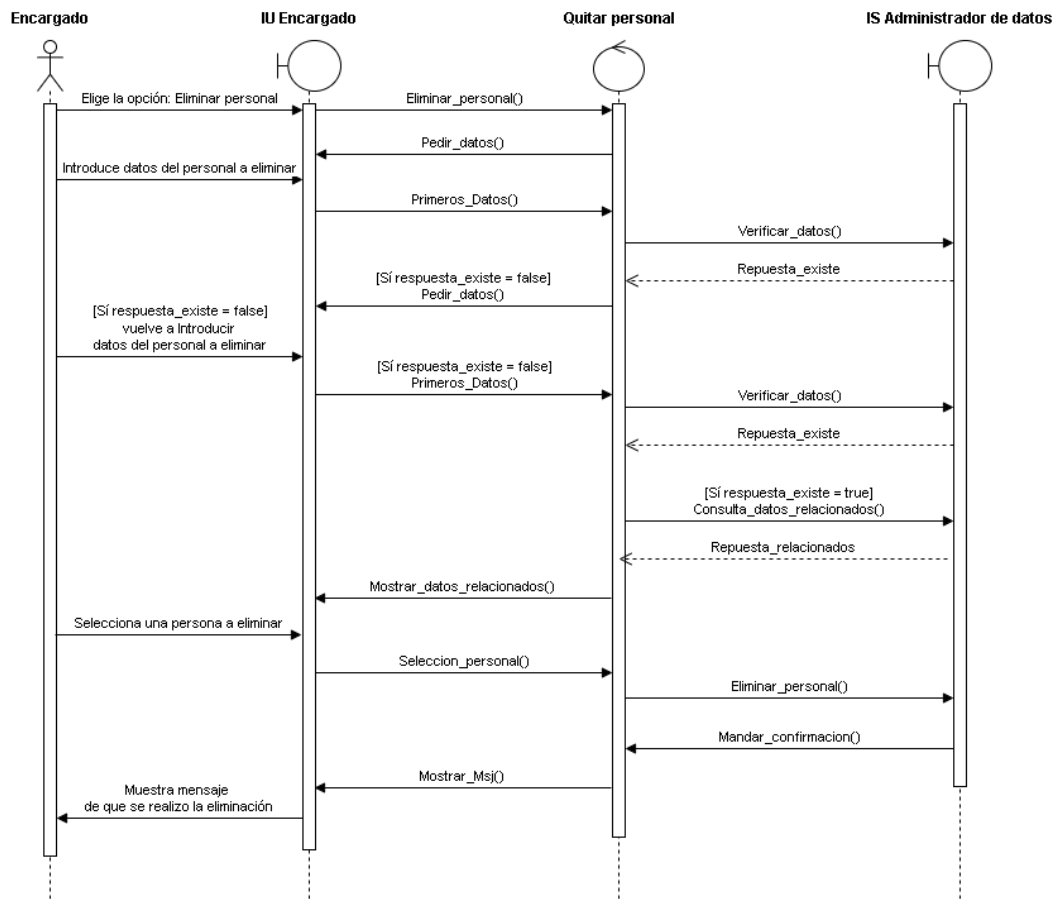 Encargado
IU Encargado
Quitar personal
IS Administrador de datos
Elige la opción: Eliminar personal
Eliminar_personal()
Pedir_datos()
Introduce datos del personal a eliminar
Primeros_Datos()
Verificar_datos()
Repuesta_existe
[Sí respuesta_existe = false]
Pedir_datos()
[Sí respuesta_existe = false]
vuelve a Introducir
datos del personal a eliminar
[Sí respuesta_existe = false]
Primeros_Datos()
Verificar_datos()
Repuesta_existe
[Sí respuesta_existe = true]
Consulta_datos_relacionados()
Repuesta_relacionados
Mostrar_datos_relacionados()
Selecciona una persona a eliminar
Seleccion_personal()
Eliminar_personal()
Mandar_confirmacion()
Mostrar_Msj()
Muestra mensaje
de que se realizo la eliminación